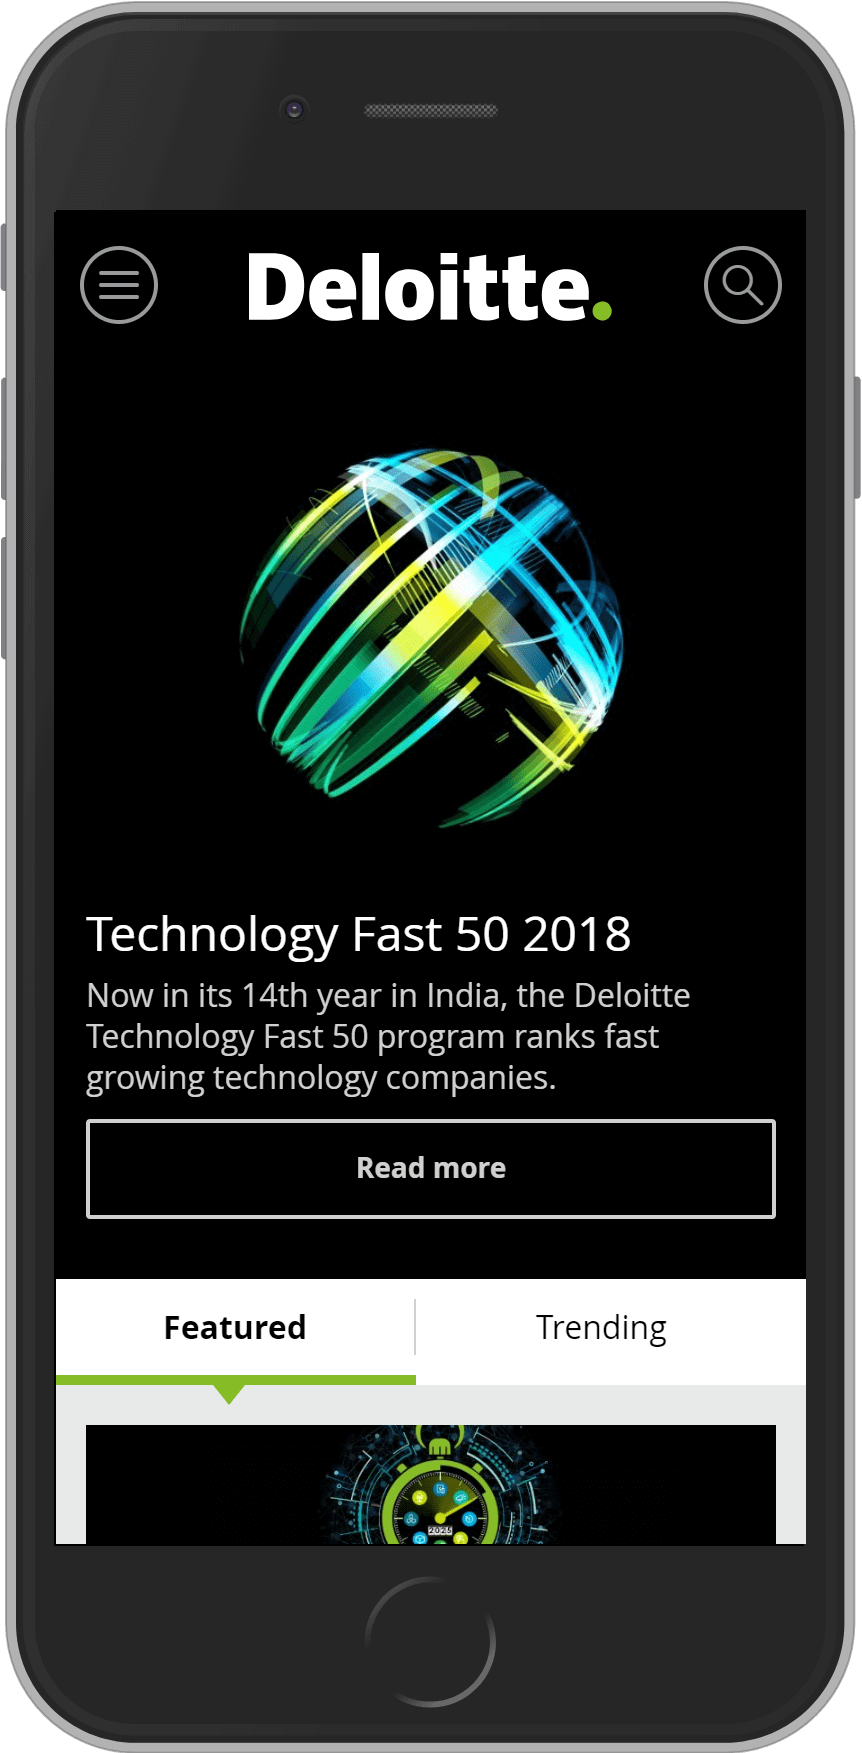 Deloitte.
Technology Fast 50 2018
Now in its 14th year in India, the Deloitte
Technology Fast 50 program ranks fast
growing technology companies.
Read more
Featured
Trending
2025